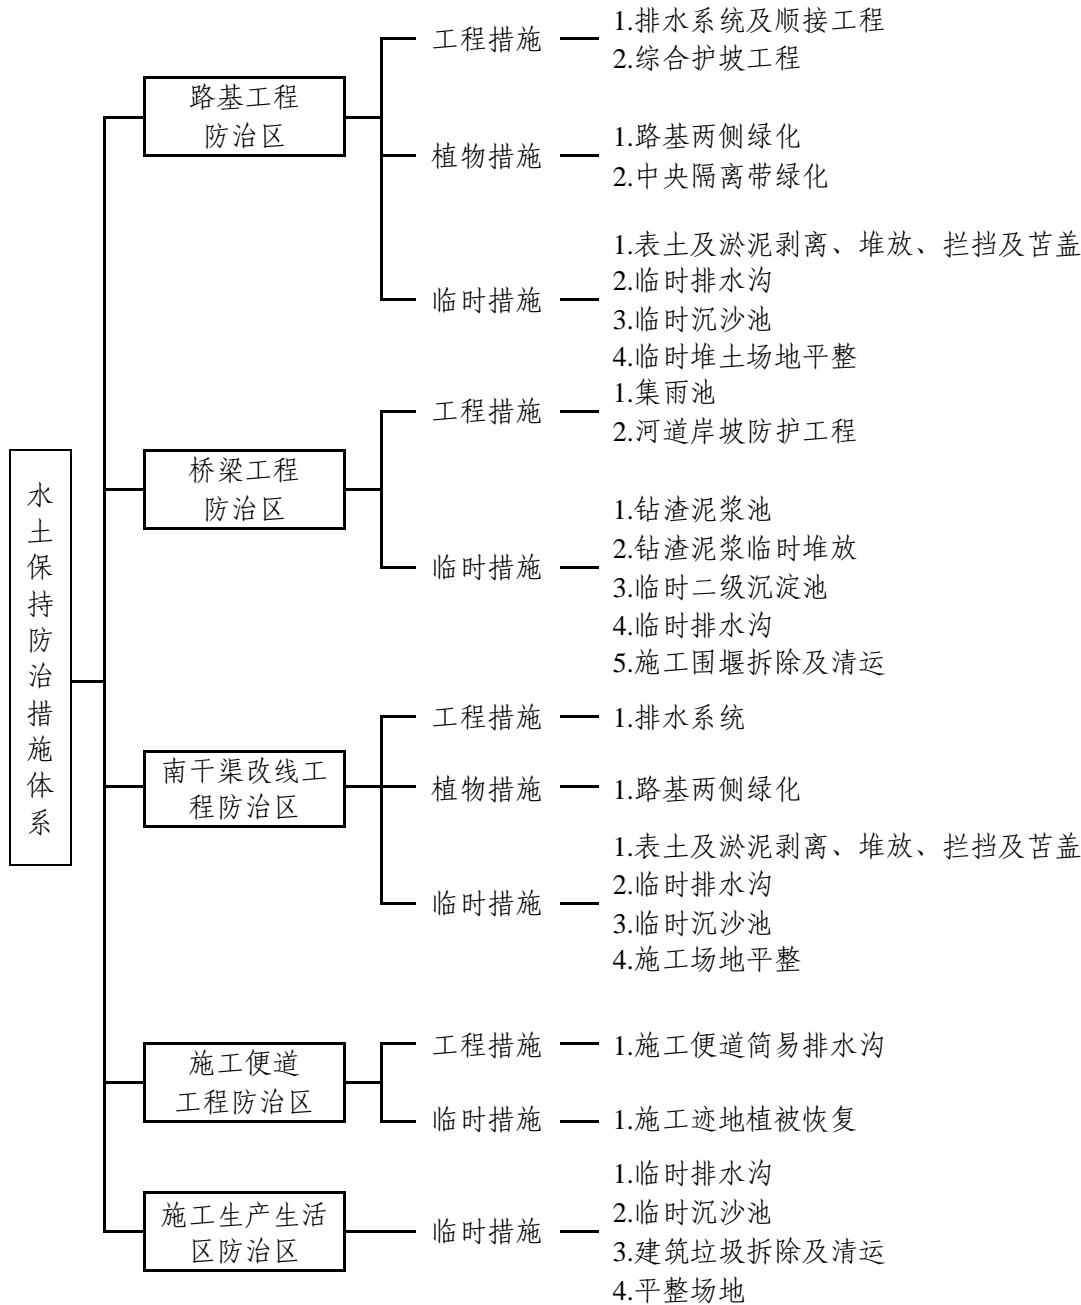 水土保持防治措施体系
路基工程
防治区
工程措施
1.排水系统及顺接工程
2.综合护坡工程
植物措施
1.路基两侧绿化
2.中央隔离带绿化
临时措施
1.表土及淤泥剥离、堆放、拦挡及苫盖
2.临时排水沟
3.临时沉沙池
4.临时堆土场地平整
桥梁工程
防治区
工程措施
1.集雨池
2.河道岸坡防护工程
临时措施
1.钻渣泥浆池
2.钻渣泥浆临时堆放
3.临时二级沉淀池
4.临时排水沟
5.施工围堰拆除及清运
南干渠改线工
程防治区
工程措施
1.排水系统
植物措施
1.路基两侧绿化
临时措施
1.表土及淤泥剥离、堆放、拦挡及苫盖
2.临时排水沟
3.临时沉沙池
4.施工场地平整
施工便道
工程防治区
工程措施
1.施工便道简易排水沟
临时措施
1.施工迹地植被恢复
施工生产生活
区防治区
临时措施
1.临时排水沟
2.临时沉沙池
3.建筑垃圾拆除及清运
4.平整场地